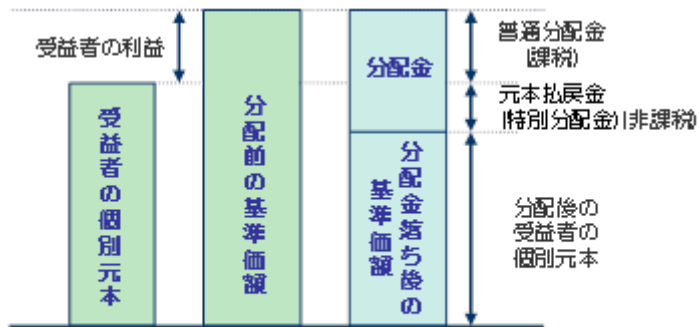 受益者の利益
受益者の個別元本
分配前の基準価額
分配金
分配金落ち後の
基準価額
普通分配金
(課税)
元本払戻金
(特別分配金)(非課税)
分配後の
受益者の
個別元本